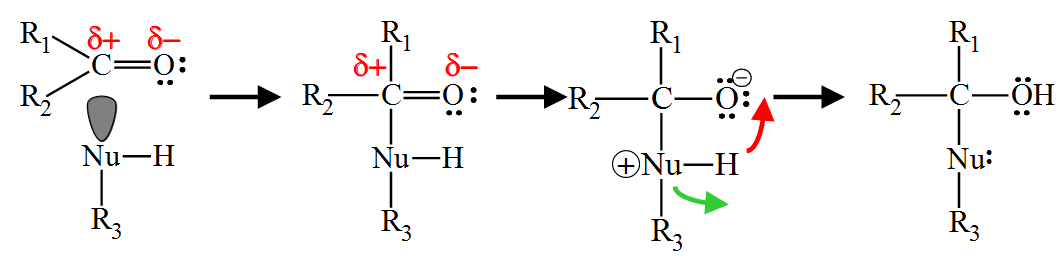 R₁ δ+ δ−
C=O:
R₂
Nu–H
R₃
R₁
δ+ δ−
R₂–C=O:
Nu–H
R₃
R₁
⊖
R₂–C–O:
⊕Nu–H
R₃
R₁
R₂–C–OH
Nu:
R₃